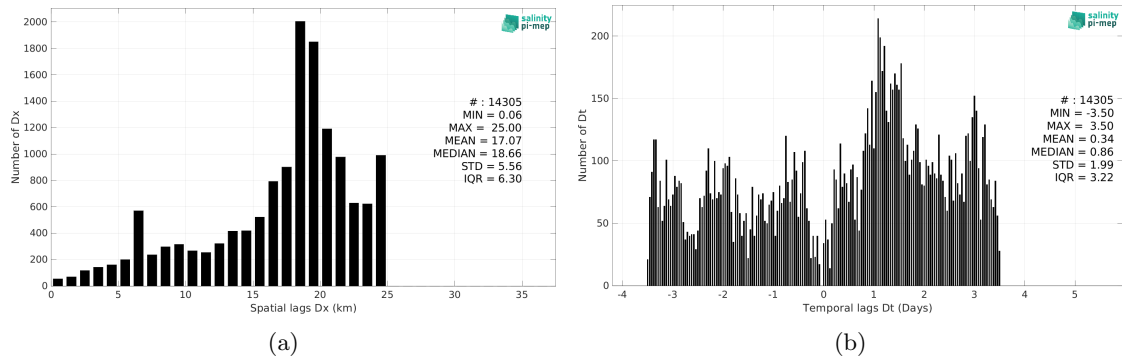 salinity
pi-mep
2000
1800
1600
1400
1200
1000
800
600
400
200
0
Number of Dx
# : 14305
MIN = 0.06
MAX = 25.00
MEAN = 17.07
MEDIAN = 18.66
STD = 5.56
IQR = 6.30
0 5 10 15 20 25 30 35
Spatial lags Dx (km)
(a)
salinity
pi-mep
200
150
100
50
0
Number of Dt
# : 14305
MIN = -3.50
MAX = 3.50
MEAN = 0.34
MEDIAN = 0.86
STD = 1.99
IQR = 3.22
-4 -3 -2 -1 0 1 2 3 4 5
Temporal lags Dt (Days)
(b)